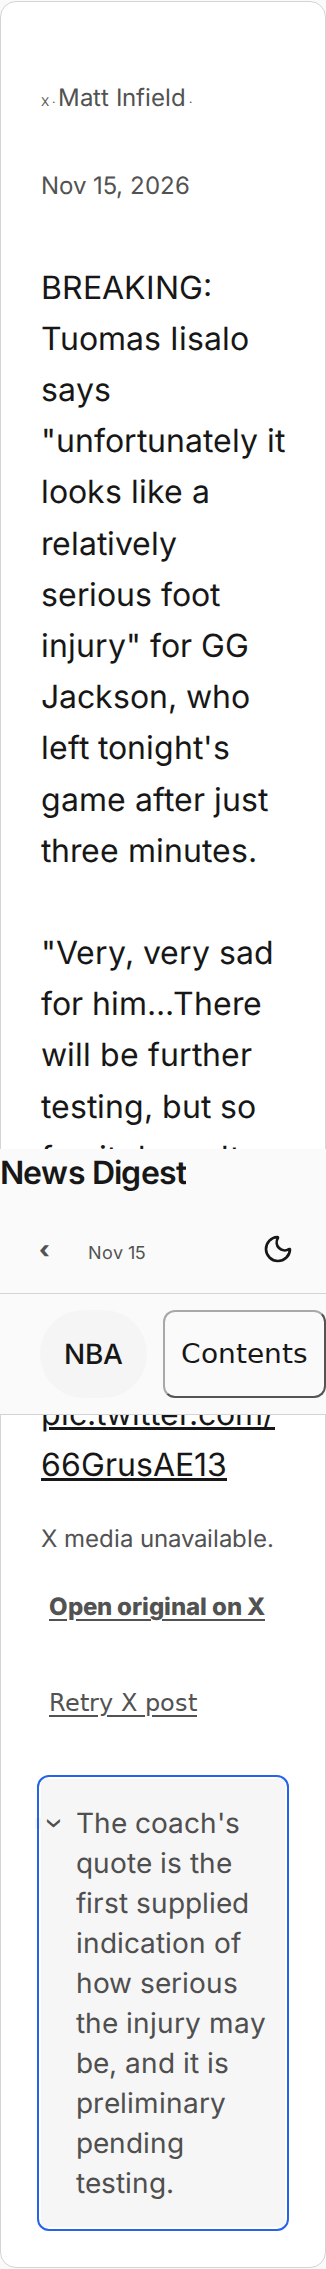 X · Matt Infield ·
Nov 15, 2026
BREAKING:
Tuomas Iisalo
says
"unfortunately it
looks like a
relatively
serious foot
injury" for GG
Jackson, who
left tonight's
game after just
three minutes.
"Very, very sad
for him...There
will be further
testing, but so
News Digest
‹ Nov 15
NBA Contents
pic.twitter.com/
66GrusAE13
X media unavailable.
Open original on X
Retry X post
The coach's
quote is the
first supplied
indication of
how serious
the injury may
be, and it is
preliminary
pending
testing.